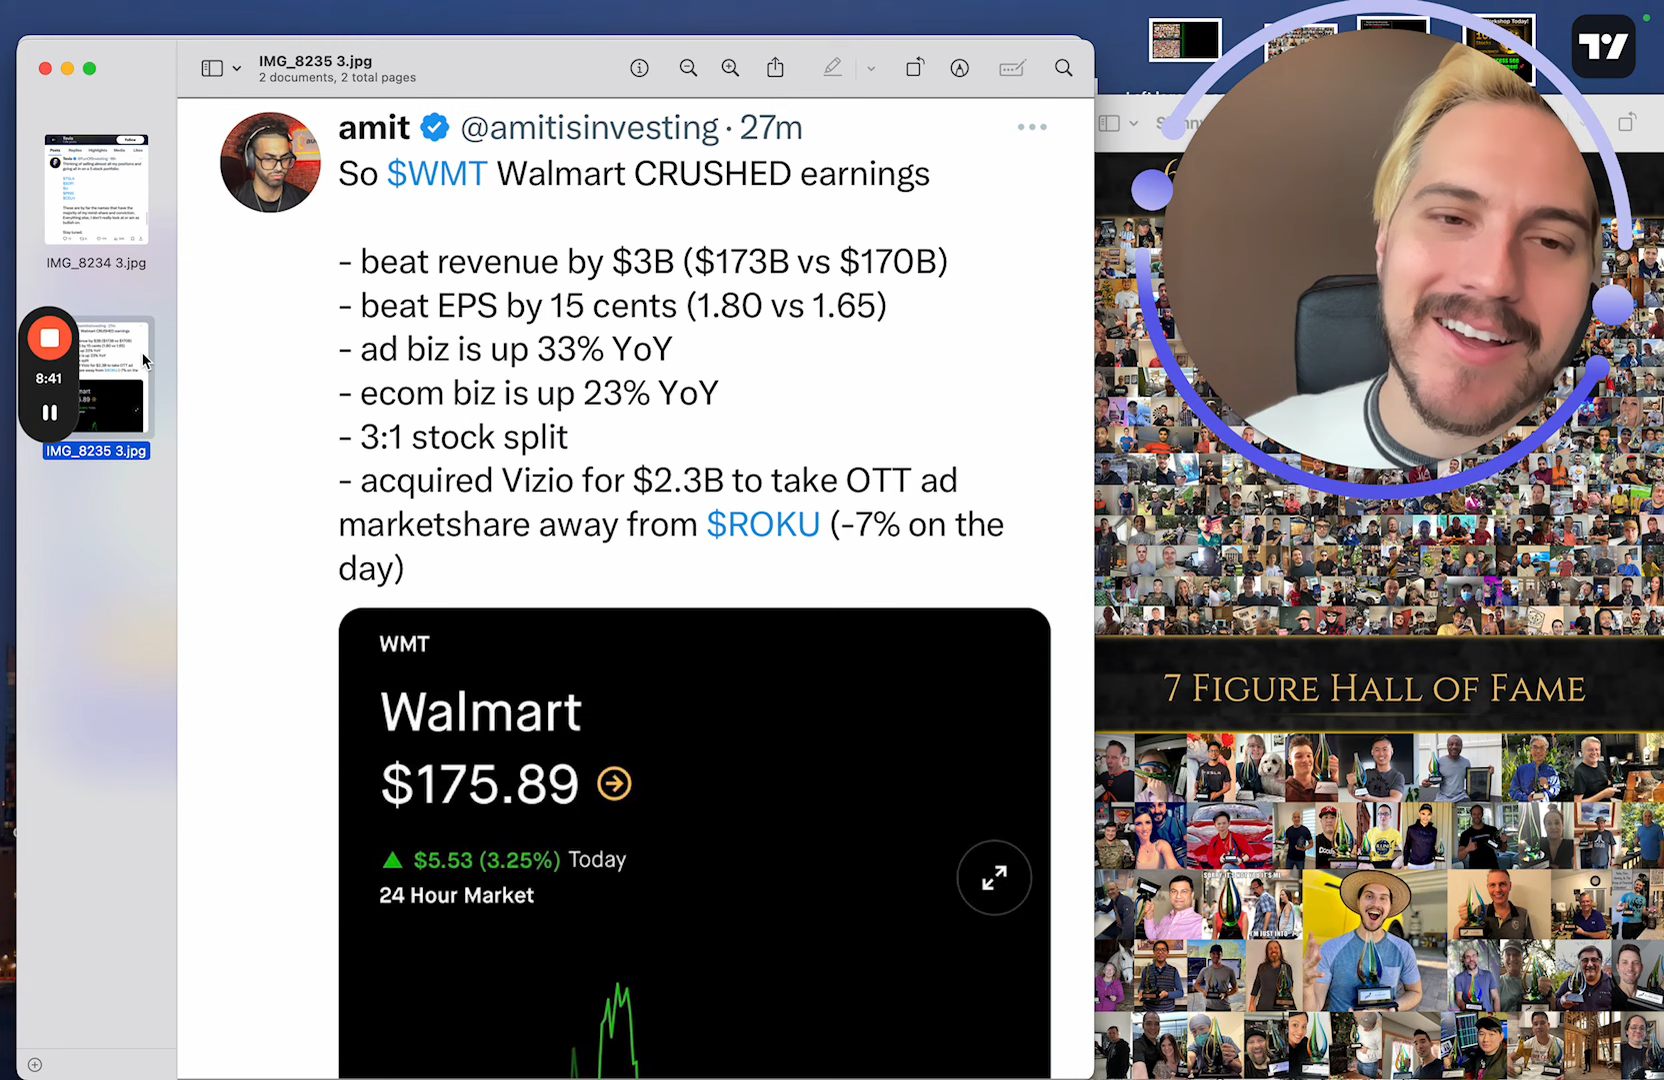 IMG_8235 3.jpg
2 documents, 2 total pages
IMG_8234 3.jpg
8:41
IMG_8235 3.jpg
amit @amitisinvesting · 27m
So $WMT Walmart CRUSHED earnings
- beat revenue by $3B ($173B vs $170B)
- beat EPS by 15 cents (1.80 vs 1.65)
- ad biz is up 33% YoY
- ecom biz is up 23% YoY
- 3:1 stock split
- acquired Vizio for $2.3B to take OTT ad
marketshare away from $ROKU (-7% on the
day)
WMT
Walmart
$175.89
$5.53 (3.25%) Today
24 Hour Market
7 FIGURE HALL OF FAME